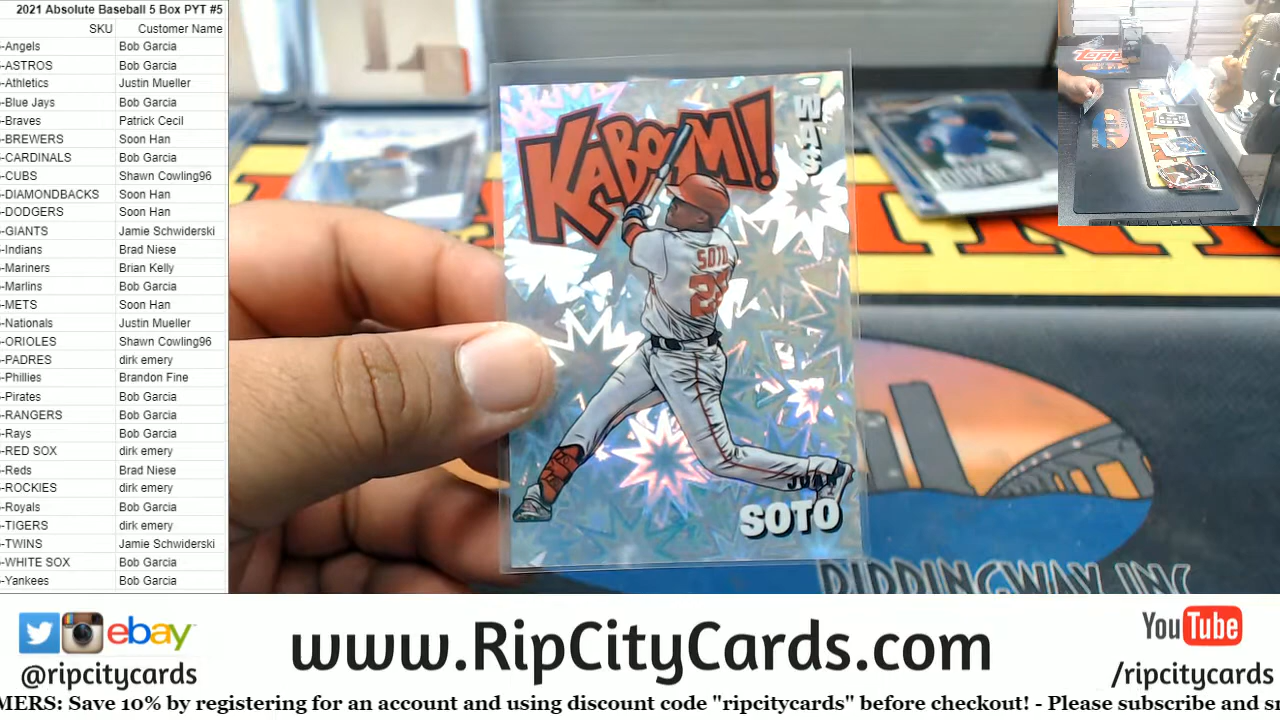 2021 Absolute Baseball 5 Box PYT #5
SKU Customer Name
-Angels Bob Garcia
-ASTROS Bob Garcia
-Athletics Justin Mueller
-Blue Jays Bob Garcia
-Braves Patrick Cecil
-BREWERS Soon Han
-CARDINALS Bob Garcia
-CUBS Shawn Cowling96
-DIAMONDBACKS Soon Han
-DODGERS Soon Han
-GIANTS Jamie Schwiderski
-Indians Brad Niese
-Mariners Brian Kelly
-Marlins Bob Garcia
-METS Soon Han
-Nationals Justin Mueller
-ORIOLES Shawn Cowling96
-PADRES dirk emery
-Phillies Brandon Fine
-Pirates Bob Garcia
-RANGERS Bob Garcia
-Rays Bob Garcia
-RED SOX dirk emery
-Reds Brad Niese
-ROCKIES dirk emery
-Royals Bob Garcia
-TIGERS dirk emery
-TWINS Jamie Schwiderski
-WHITE SOX Bob Garcia
-Yankees Bob Garcia
KABOOM!
WAS
SOTO
22
JUAN
SOTO
RIPPINGWAX, INC
ebay
@ripcitycards
www.RipCityCards.com
YouTube
/ripcitycards
MERS: Save 10% by registering for an account and using discount code "ripcitycards" before checkout! - Please subscribe and